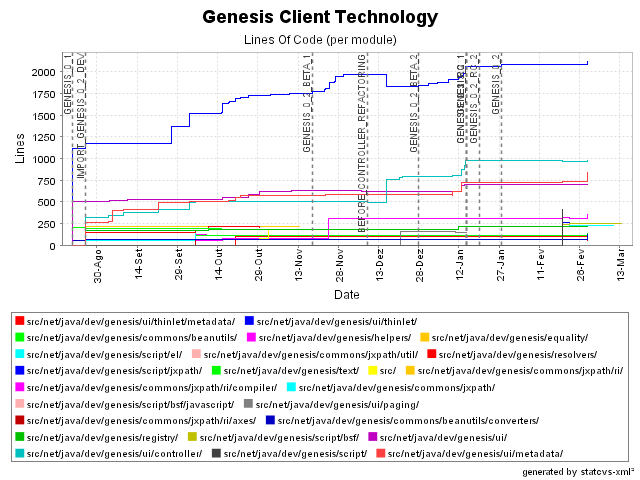 Genesis Client Technology
Lines Of Code (per module)
Lines
2000
1750
1500
1250
1000
750
500
250
0
GENESIS_0_1
IMPORT_GENESIS_0_2_DEV
GENESIS_0_2_BETA_1
BEFORE_CONTROLLER_REFACTORING
GENESIS_0_2_BETA_2
GENESIS_0_2_RC_2
GENESIS_0_2
30-Ago
14-Set
29-Set
14-Out
29-Out
13-Nov
28-Nov
13-Dez
28-Dez
12-Jan
27-Jan
11-Fev
26-Fev
13-Mar
Date
src/net/java/dev/genesis/ui/thinlet/metadata/ src/net/java/dev/genesis/ui/thinlet/
src/net/java/dev/genesis/commons/beanutils/ src/net/java/dev/genesis/helpers/ src/net/java/dev/genesis/equality/
src/net/java/dev/genesis/script/el/ src/net/java/dev/genesis/commons/jxpath/util/ src/net/java/dev/genesis/resolvers/
src/net/java/dev/genesis/script/jxpath/ src/net/java/dev/genesis/text/ src/ src/net/java/dev/genesis/commons/jxpath/ri/
src/net/java/dev/genesis/commons/jxpath/ri/compiler/ src/net/java/dev/genesis/commons/jxpath/
src/net/java/dev/genesis/script/bsf/javascript/ src/net/java/dev/genesis/ui/paging/
src/net/java/dev/genesis/commons/jxpath/ri/axes/ src/net/java/dev/genesis/commons/beanutils/converters/
src/net/java/dev/genesis/registry/ src/net/java/dev/genesis/script/bsf/ src/net/java/dev/genesis/ui/
src/net/java/dev/genesis/ui/controller/ src/net/java/dev/genesis/script/ src/net/java/dev/genesis/ui/metadata/
generated by statcvs-xml²